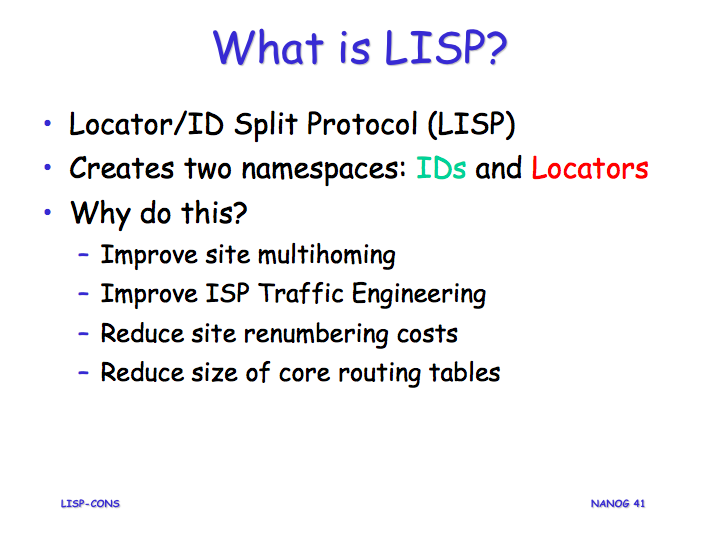 What is LISP?
• Locator/ID Split Protocol (LISP)
• Creates two namespaces: IDs and Locators
• Why do this?
– Improve site multihoming
– Improve ISP Traffic Engineering
– Reduce site renumbering costs
– Reduce size of core routing tables
LISP-CONS
NANOG 41